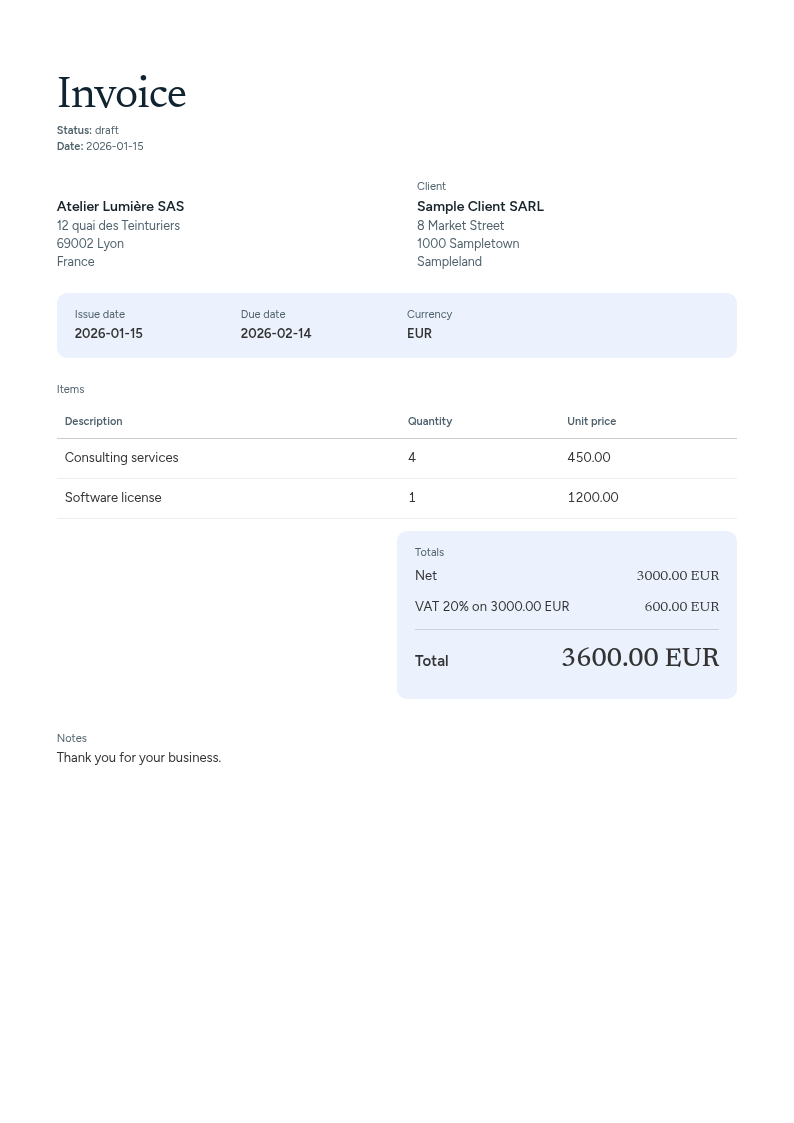 Invoice
Status: draft
Date: 2026-01-15
Atelier Lumière SAS
12 quai des Teinturiers
69002 Lyon
France
Client
Sample Client SARL
8 Market Street
1000 Sampletown
Sampleland
Issue date Due date Currency
2026-01-15 2026-02-14 EUR
Items
Description Quantity Unit price
Consulting services 4 450.00
Software license 1 1200.00
Totals
Net 3000.00 EUR
VAT 20% on 3000.00 EUR 600.00 EUR
Total 3600.00 EUR
Notes
Thank you for your business.